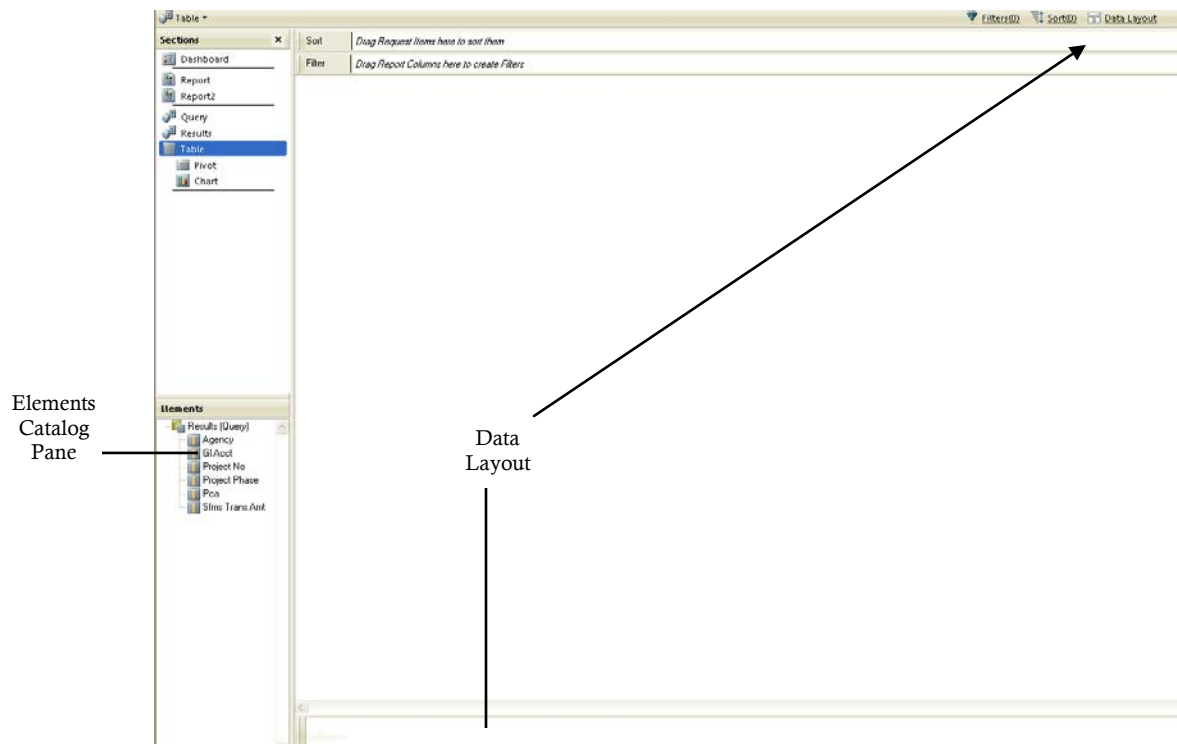 Table
Filters(0) Sort(0) Data Layout
Sections x
Dashboard
Report
Report2
Query
Results
Table
Pivot
Chart
Sort Drag Request Items here to sort them
Filter Drag Report Columns here to create Filters
Elements
Catalog
Pane
Elements
Results (Query)
Agency
Gl Acct
Project No
Project Phase
Pca
Sfms Trans Amt
Data
Layout
Columns